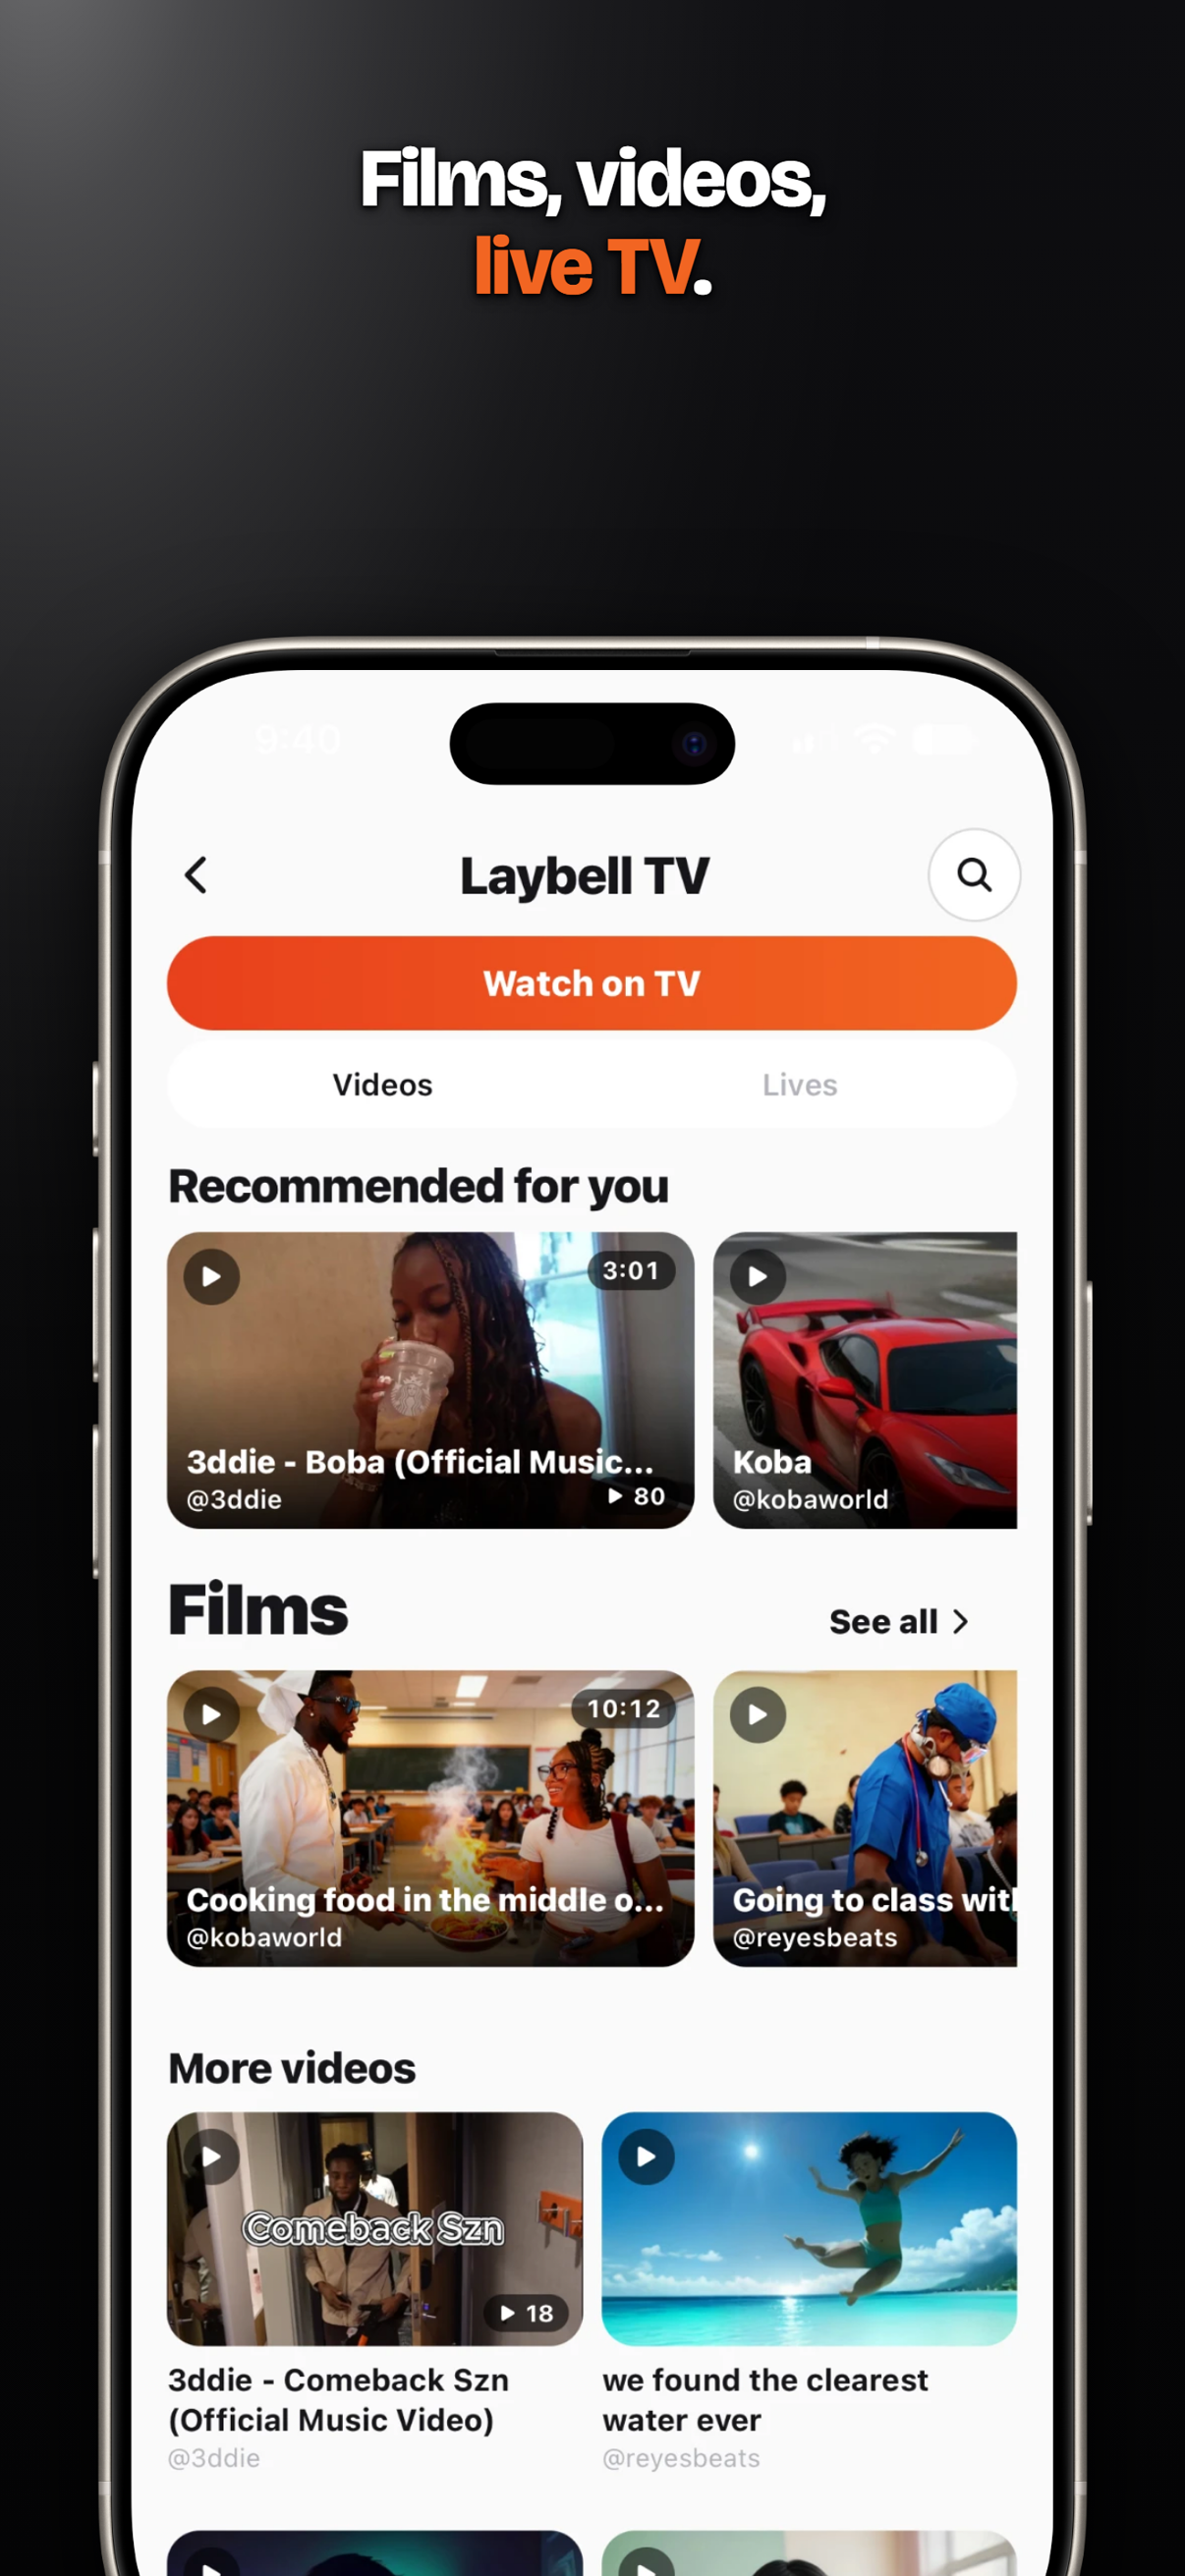 Films, videos,
live TV.
9:40
Laybell TV
Watch on TV
Videos
Lives
Recommended for you
3:01
3ddie - Boba (Official Music...
@3ddie
80
Koba
@kobaworld
Films
See all
10:12
Cooking food in the middle o...
@kobaworld
Going to class with
@reyesbeats
More videos
Comeback Szn
18
3ddie - Comeback Szn
(Official Music Video)
@3ddie
we found the clearest
water ever
@reyesbeats